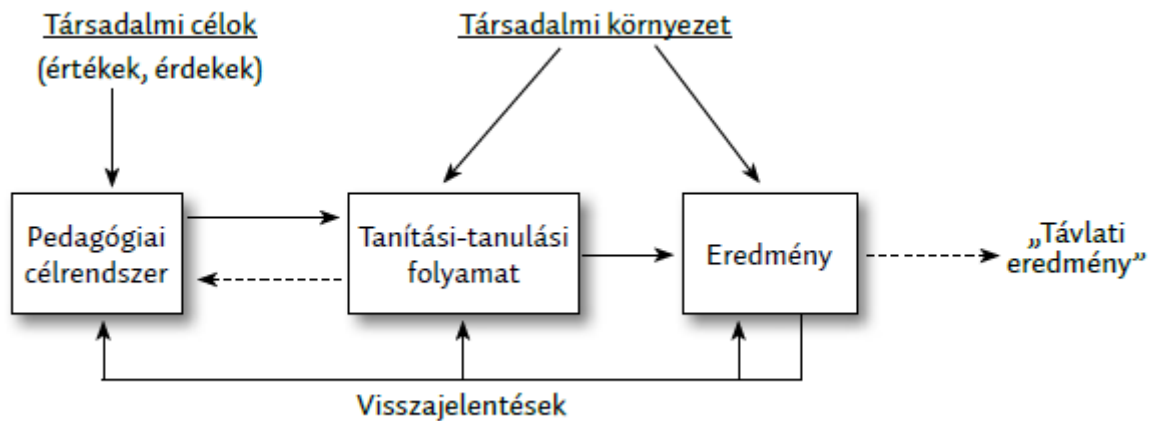 Társadalmi célok
(értékek, érdekek)
Társadalmi környezet
Pedagógiai
célrendszer
Tanítási-tanulási
folyamat
Eredmény
„Távlati
eredmény”
Visszajelentések